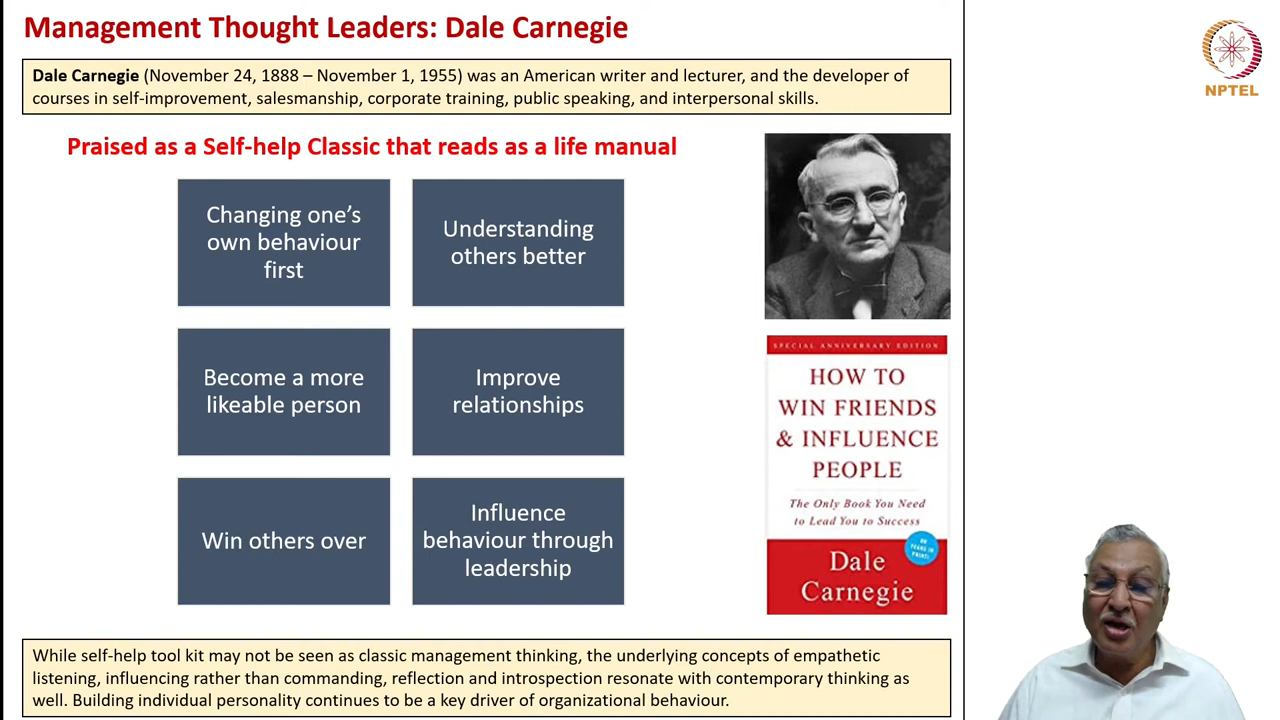 Management Thought Leaders: Dale Carnegie
NPTEL
Dale Carnegie (November 24, 1888 – November 1, 1955) was an American writer and lecturer, and the developer of
courses in self-improvement, salesmanship, corporate training, public speaking, and interpersonal skills.
Praised as a Self-help Classic that reads as a life manual
Changing one’s
own behaviour
first
Understanding
others better
Become a more
likeable person
Improve
relationships
Win others over
Influence
behaviour through
leadership
SPECIAL ANNIVERSARY EDITION
HOW TO
WIN FRIENDS
& INFLUENCE
PEOPLE
The Only Book You Need
to Lead You to Success
80
YEARS IN
PRINT!
Dale
Carnegie
While self-help tool kit may not be seen as classic management thinking, the underlying concepts of empathetic
listening, influencing rather than commanding, reflection and introspection resonate with contemporary thinking as
well. Building individual personality continues to be a key driver of organizational behaviour.